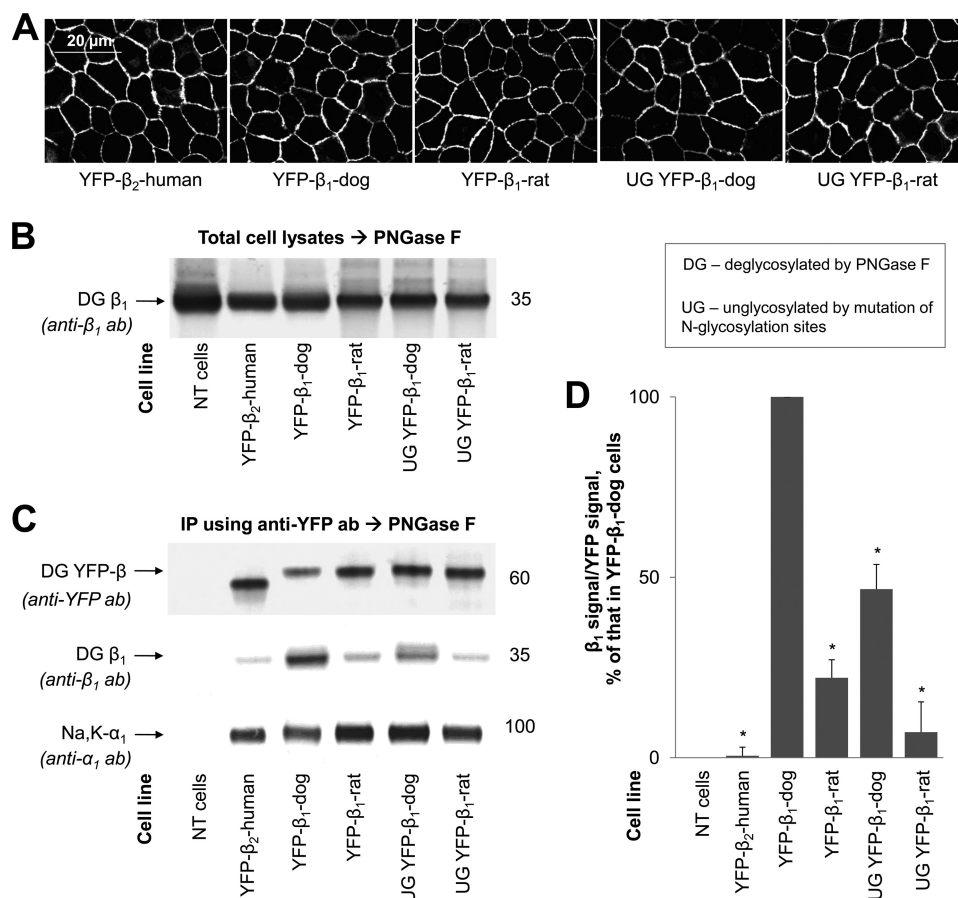 A
20 µm
YFP-β₂-human
YFP-β₁-dog
YFP-β₁-rat
UG YFP-β₁-dog
UG YFP-β₁-rat
B
Total cell lysates → PNGase F
DG β₁
(anti-β₁ ab)
35
Cell line
NT cells
YFP-β₂-human
YFP-β₁-dog
YFP-β₁-rat
UG YFP-β₁-dog
UG YFP-β₁-rat
DG – deglycosylated by PNGase F
UG – unglycosylated by mutation of
N-glycosylation sites
C
IP using anti-YFP ab → PNGase F
DG YFP-β
(anti-YFP ab)
60
DG β₁
(anti-β₁ ab)
35
Na,K-α₁
(anti-α₁ ab)
100
Cell line
NT cells
YFP-β₂-human
YFP-β₁-dog
YFP-β₁-rat
UG YFP-β₁-dog
UG YFP-β₁-rat
D
β₁ signal/YFP signal,
% of that in YFP-β₁-dog cells
100
50
0
*
*
*
*
Cell line
NT cells
YFP-β₂-human
YFP-β₁-dog
YFP-β₁-rat
UG YFP-β₁-dog
UG YFP-β₁-rat